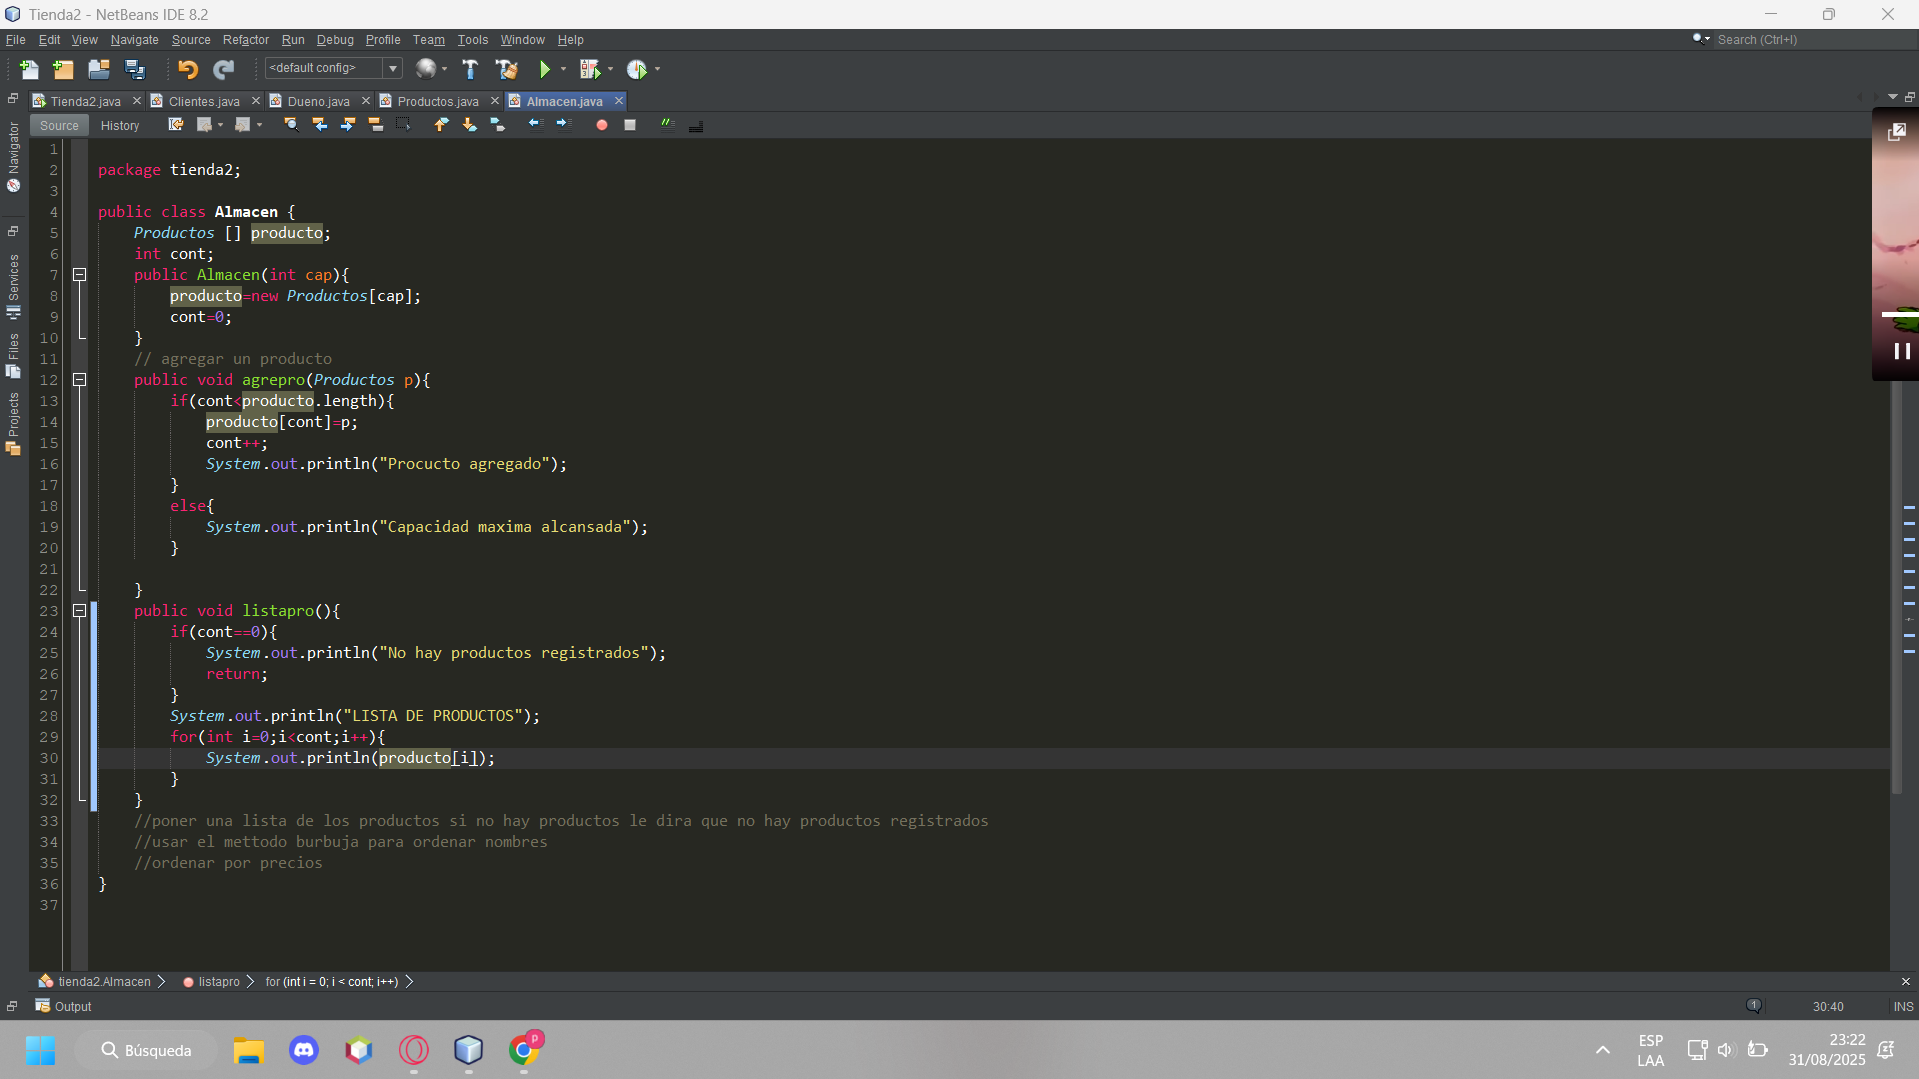 Tienda2 - NetBeans IDE 8.2
File Edit View Navigate Source Refactor Run Debug Profile Team Tools Window Help
Search (Ctrl+I)
<default config>
Tienda2.java Clientes.java Dueno.java Productos.java Almacen.java
Source History
Navigator
Services
Files
Projects
1
2 package tienda2;
3
4 public class Almacen {
5 Productos [] producto;
6 int cont;
7 public Almacen(int cap){
8 producto=new Productos[cap];
9 cont=0;
10 }
11 // agregar un producto
12 public void agrepro(Productos p){
13 if(cont<producto.length){
14 producto[cont]=p;
15 cont++;
16 System.out.println("Procucto agregado");
17 }
18 else{
19 System.out.println("Capacidad maxima alcansada");
20 }
21
22 }
23 public void listapro(){
24 if(cont==0){
25 System.out.println("No hay productos registrados");
26 return;
27 }
28 System.out.println("LISTA DE PRODUCTOS");
29 for(int i=0;i<cont;i++){
30 System.out.println(producto[i]);
31 }
32 }
33 //poner una lista de los productos si no hay productos le dira que no hay productos registrados
34 //usar el mettodo burbuja para ordenar nombres
35 //ordenar por precios
36 }
37
tienda2.Almacen listapro for (int i = 0; i < cont; i++)
Output
1 30:40 INS
Búsqueda
P
ESP
LAA
23:22
31/08/2025